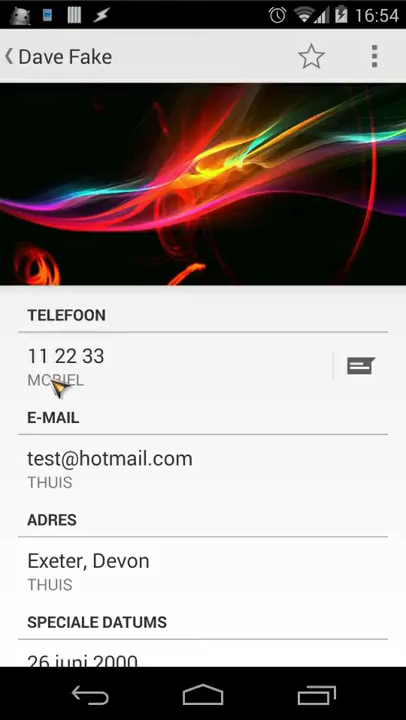 16:54
Dave Fake
TELEFOON
11 22 33
MOBIEL
E-MAIL
test@hotmail.com
THUIS
ADRES
Exeter, Devon
THUIS
SPECIALE DATUMS
26 juni 2000